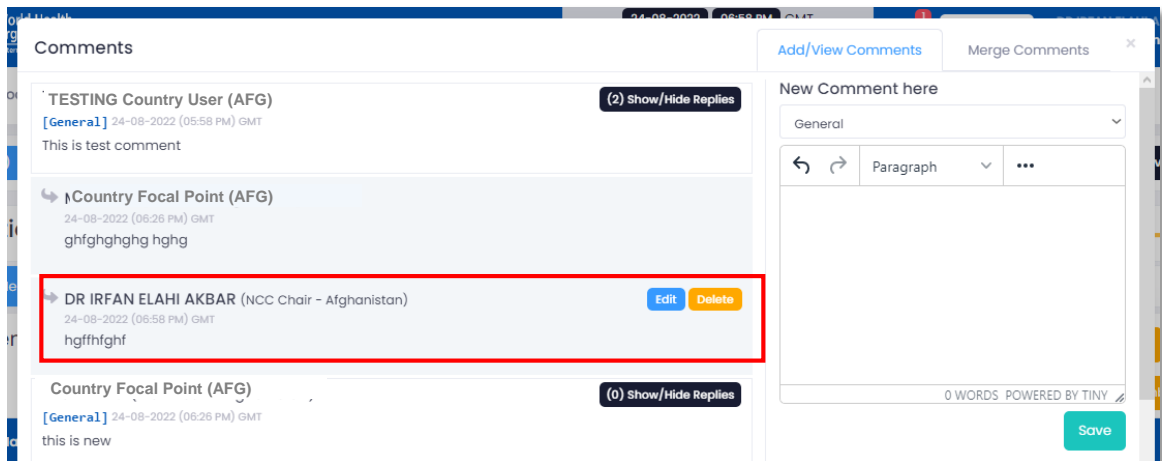 World Health
24-08-2022 06:58 PM GMT
1
Comments
Add/View Comments
Merge Comments
×
TESTING Country User (AFG)
(2) Show/Hide Replies
[General] 24-08-2022 (05:58 PM) GMT
This is test comment
Country Focal Point (AFG)
24-08-2022 (06:26 PM) GMT
ghfghghghg hghg
DR IRFAN ELAHI AKBAR (NCC Chair - Afghanistan)
Edit Delete
24-08-2022 (06:58 PM) GMT
hgffhfghf
Country Focal Point (AFG)
(0) Show/Hide Replies
[General] 24-08-2022 (06:26 PM) GMT
this is new
New Comment here
General
Paragraph
0 WORDS POWERED BY TINY
Save